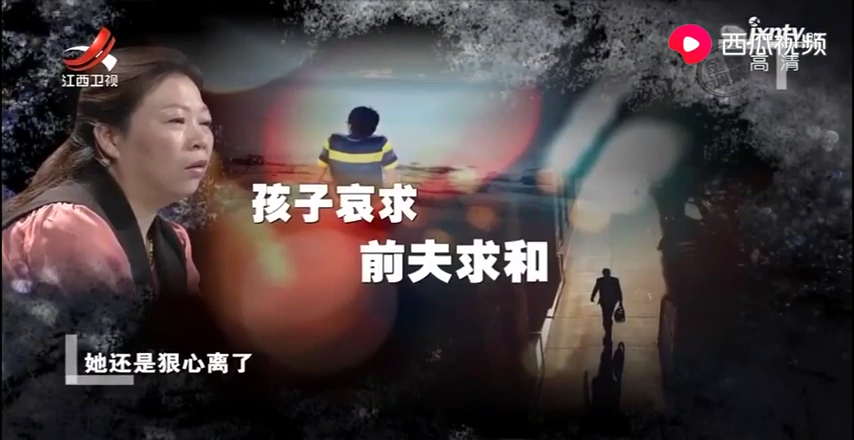 江西卫视
jxntv
西瓜视频
高清
孩子哀求
前夫求和
她还是狠心离了